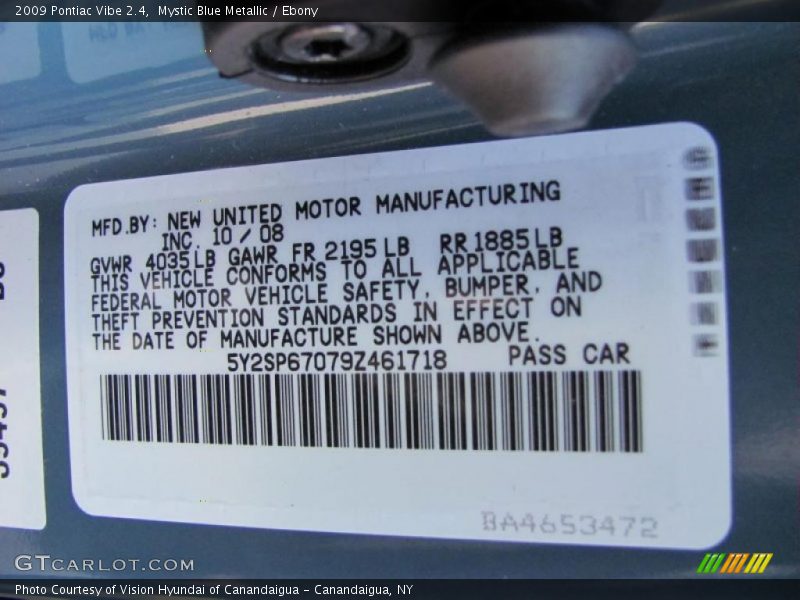 2009 Pontiac Vibe 2.4, Mystic Blue Metallic / Ebony
MFD.BY: NEW UNITED MOTOR MANUFACTURING
INC. 10 / 08
GVWR 4035 LB GAWR FR 2195 LB RR 1885 LB
THIS VEHICLE CONFORMS TO ALL APPLICABLE
FEDERAL MOTOR VEHICLE SAFETY, BUMPER, AND
THEFT PREVENTION STANDARDS IN EFFECT ON
THE DATE OF MANUFACTURE SHOWN ABOVE.
5Y2SP67079Z461718 PASS CAR
BA4653472
GTCARLOT.COM
Photo Courtesy of Vision Hyundai of Canandaigua - Canandaigua, NY